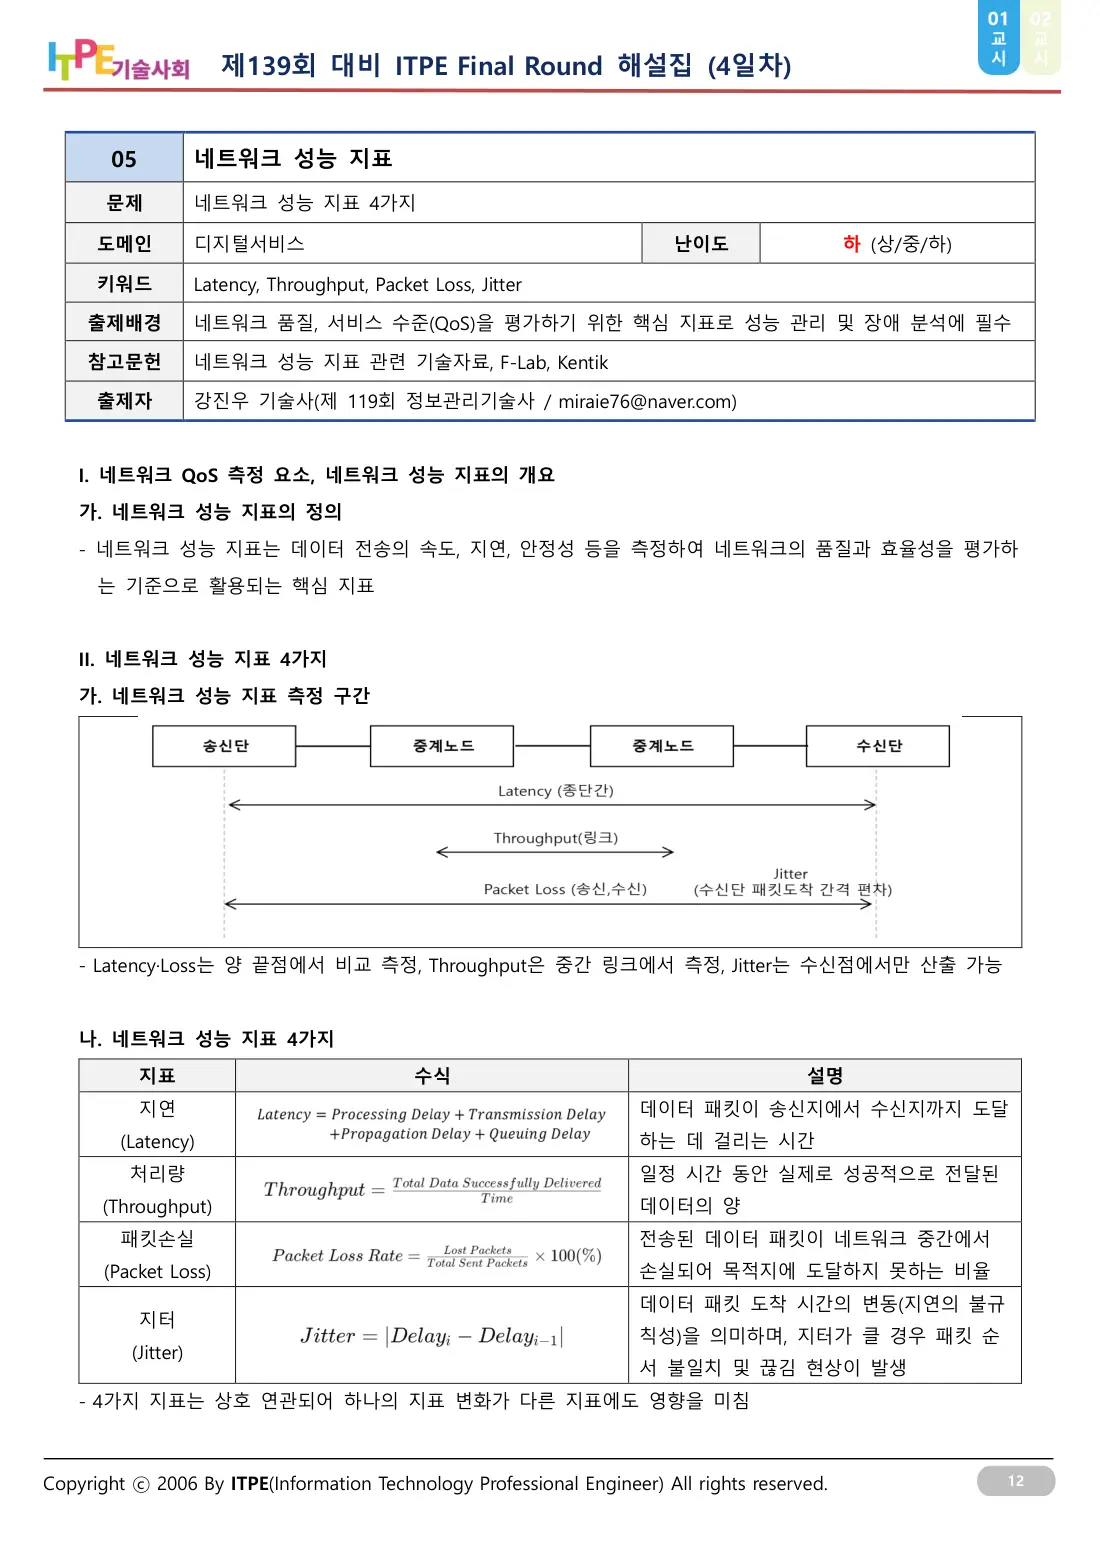 ITPE기술사회 제139회 대비 ITPE Final Round 해설집 (4일차)
01 교시
02 교시
05 네트워크 성능 지표
문제 네트워크 성능 지표 4가지
도메인 디지털서비스 난이도 하 (상/중/하)
키워드 Latency, Throughput, Packet Loss, Jitter
출제배경 네트워크 품질, 서비스 수준(QoS)을 평가하기 위한 핵심 지표로 성능 관리 및 장애 분석에 필수
참고문헌 네트워크 성능 지표 관련 기술자료, F-Lab, Kentik
출제자 강진우 기술사(제 119회 정보관리기술사 / miraie76@naver.com)
I. 네트워크 QoS 측정 요소, 네트워크 성능 지표의 개요
가. 네트워크 성능 지표의 정의
- 네트워크 성능 지표는 데이터 전송의 속도, 지연, 안정성 등을 측정하여 네트워크의 품질과 효율성을 평가하
는 기준으로 활용되는 핵심 지표
II. 네트워크 성능 지표 4가지
가. 네트워크 성능 지표 측정 구간
송신단 중계노드 중계노드 수신단
Latency (종단간)
Throughput(링크)
Jitter
Packet Loss (송신,수신) (수신단 패킷도착 간격 편차)
- Latency·Loss는 양 끝점에서 비교 측정, Throughput은 중간 링크에서 측정, Jitter는 수신점에서만 산출 가능
나. 네트워크 성능 지표 4가지
지표 수식 설명
지연
(Latency)
Latency = Processing Delay + Transmission Delay
+Propagation Delay + Queuing Delay
데이터 패킷이 송신지에서 수신지까지 도달
하는 데 걸리는 시간
처리량
(Throughput)
Throughput = Total Data Successfully Delivered / Time
일정 시간 동안 실제로 성공적으로 전달된
데이터의 양
패킷손실
(Packet Loss)
Packet Loss Rate = Lost Packets / Total Sent Packets × 100(%)
전송된 데이터 패킷이 네트워크 중간에서
손실되어 목적지에 도달하지 못하는 비율
지터
(Jitter)
Jitter = |Delay_i − Delay_{i−1}|
데이터 패킷 도착 시간의 변동(지연의 불규
칙성)을 의미하며, 지터가 클 경우 패킷 순
서 불일치 및 끊김 현상이 발생
- 4가지 지표는 상호 연관되어 하나의 지표 변화가 다른 지표에도 영향을 미침
Copyright ⓒ 2006 By ITPE(Information Technology Professional Engineer) All rights reserved. 12